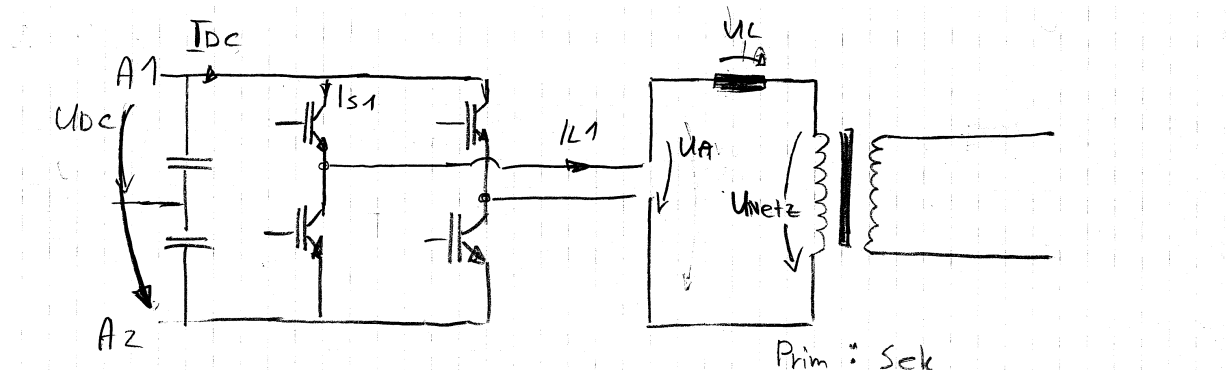 IDC
UL
A1
IS1
UDC
IL1
UA
UNetz
A2
Prim : Sek